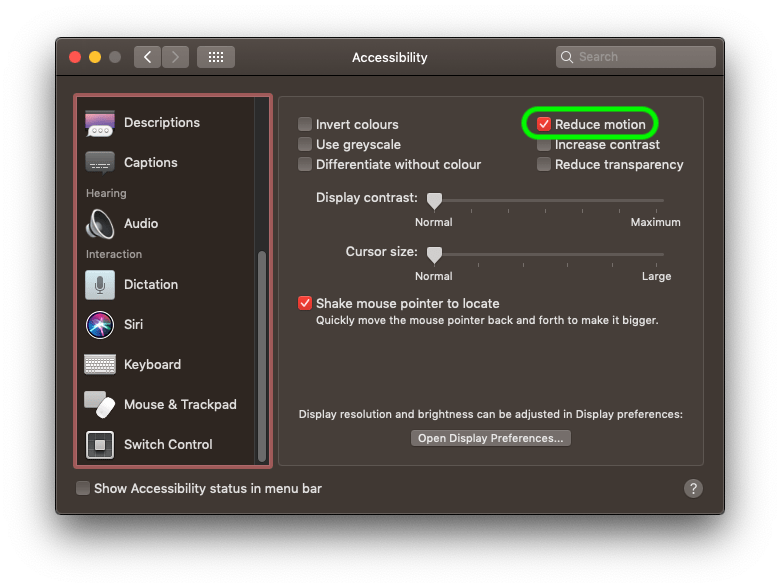 Accessibility
Search
Descriptions
Captions
Hearing
Audio
Interaction
Dictation
Siri
Keyboard
Mouse & Trackpad
Switch Control
Invert colours
Reduce motion
Use greyscale
Increase contrast
Differentiate without colour
Reduce transparency
Display contrast:
Normal
Maximum
Cursor size:
Normal
Large
Shake mouse pointer to locate
Quickly move the mouse pointer back and forth to make it bigger.
Display resolution and brightness can be adjusted in Display preferences:
Open Display Preferences...
Show Accessibility status in menu bar
?